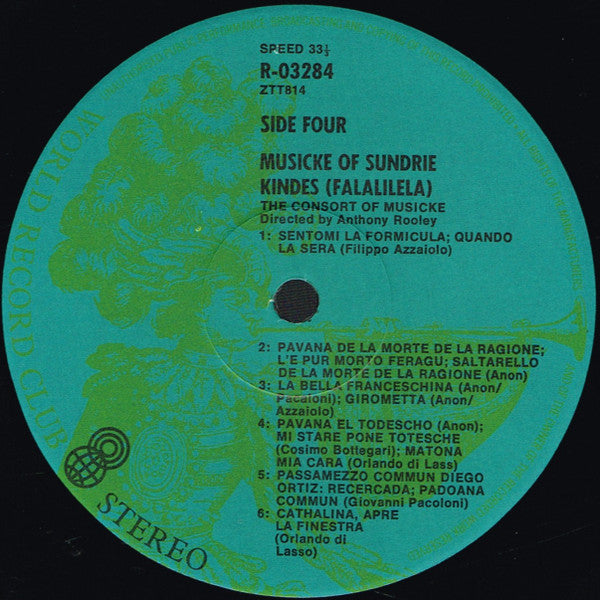 SPEED 33⅓
R-03284
ZTT814
SIDE FOUR
MUSICKE OF SUNDRIE
KINDES (FALALILELA)
THE CONSORT OF MUSICKE
Directed by Anthony Rooley
1: SENTOMI LA FORMICULA; QUANDO
LA SERA (Filippo Azzaiolo)
2: PAVANA DE LA MORTE DE LA RAGIONE;
L'E PUR MORTO FERAGU: SALTARELLO
DE LA MORTE DE LA RAGIONE (Anon)
3: LA BELLA FRANCESCHINA (Anon/
Pacaloni); GIROMETTA (Anon/
Azzaiolo)
4: PAVANA EL TODESCHO (Anon);
MI STARE PONE TOTESCHE
(Cosimo Bottegari); MATONA
MIA CARA (Orlando di Lass)
5: PASSAMEZZO COMMUN DIEGO
ORTIZ: RECERCADA; PADOANA
COMMUN (Giovanni Pacoloni)
6: CATHALINA, APRE
LA FINESTRA
(Orlando di
Lasso)
WORLD RECORD CLUB
STEREO